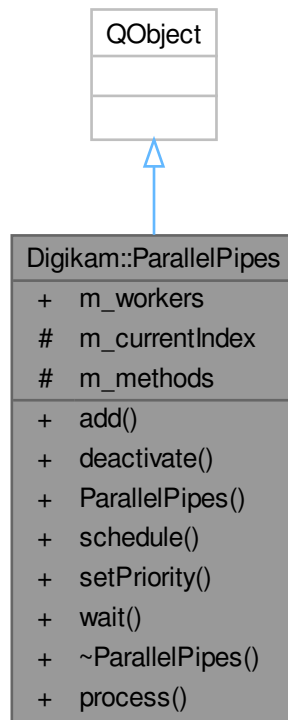 QObject
Digikam::ParallelPipes
+ m_workers
# m_currentIndex
# m_methods
+ add()
+ deactivate()
+ ParallelPipes()
+ schedule()
+ setPriority()
+ wait()
+ ~ParallelPipes()
+ process()